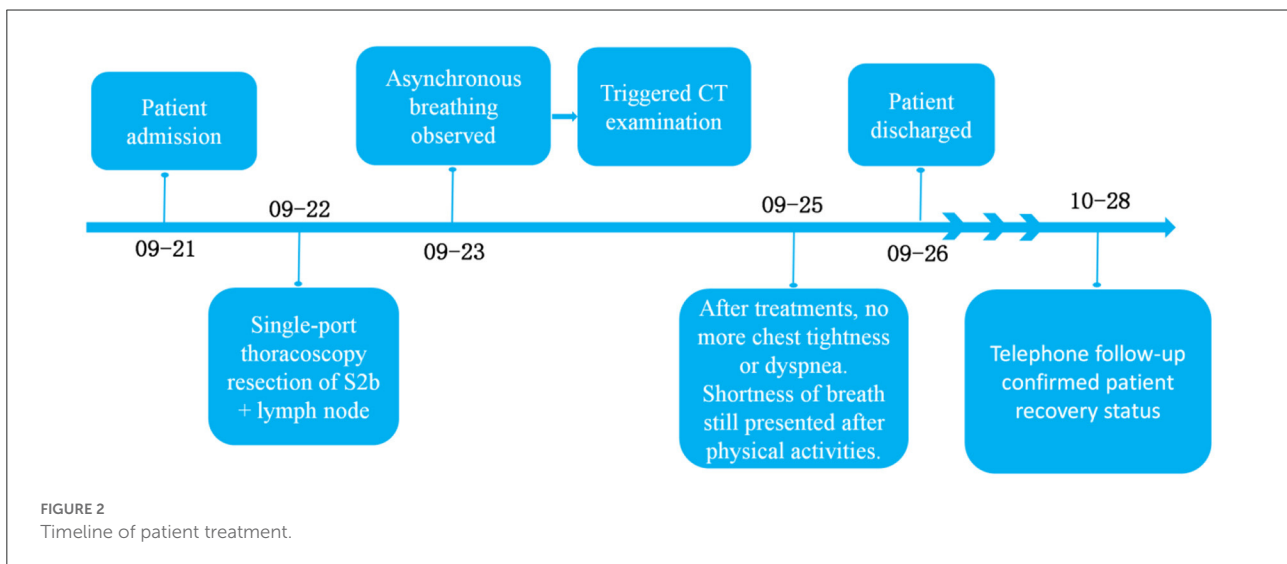 Patient
admission
Asynchronous
breathing
observed
Triggered CT
examination
Patient
discharged
09-21
09-22
09-23
09-25
09-26
10-28
Single-port
thoracoscopy
resection of S2b
+ lymph node
After treatments, no
more chest tightness
or dyspnea.
Shortness of breath
still presented after
physical activities.
Telephone follow-up
confirmed patient
recovery status
FIGURE 2
Timeline of patient treatment.